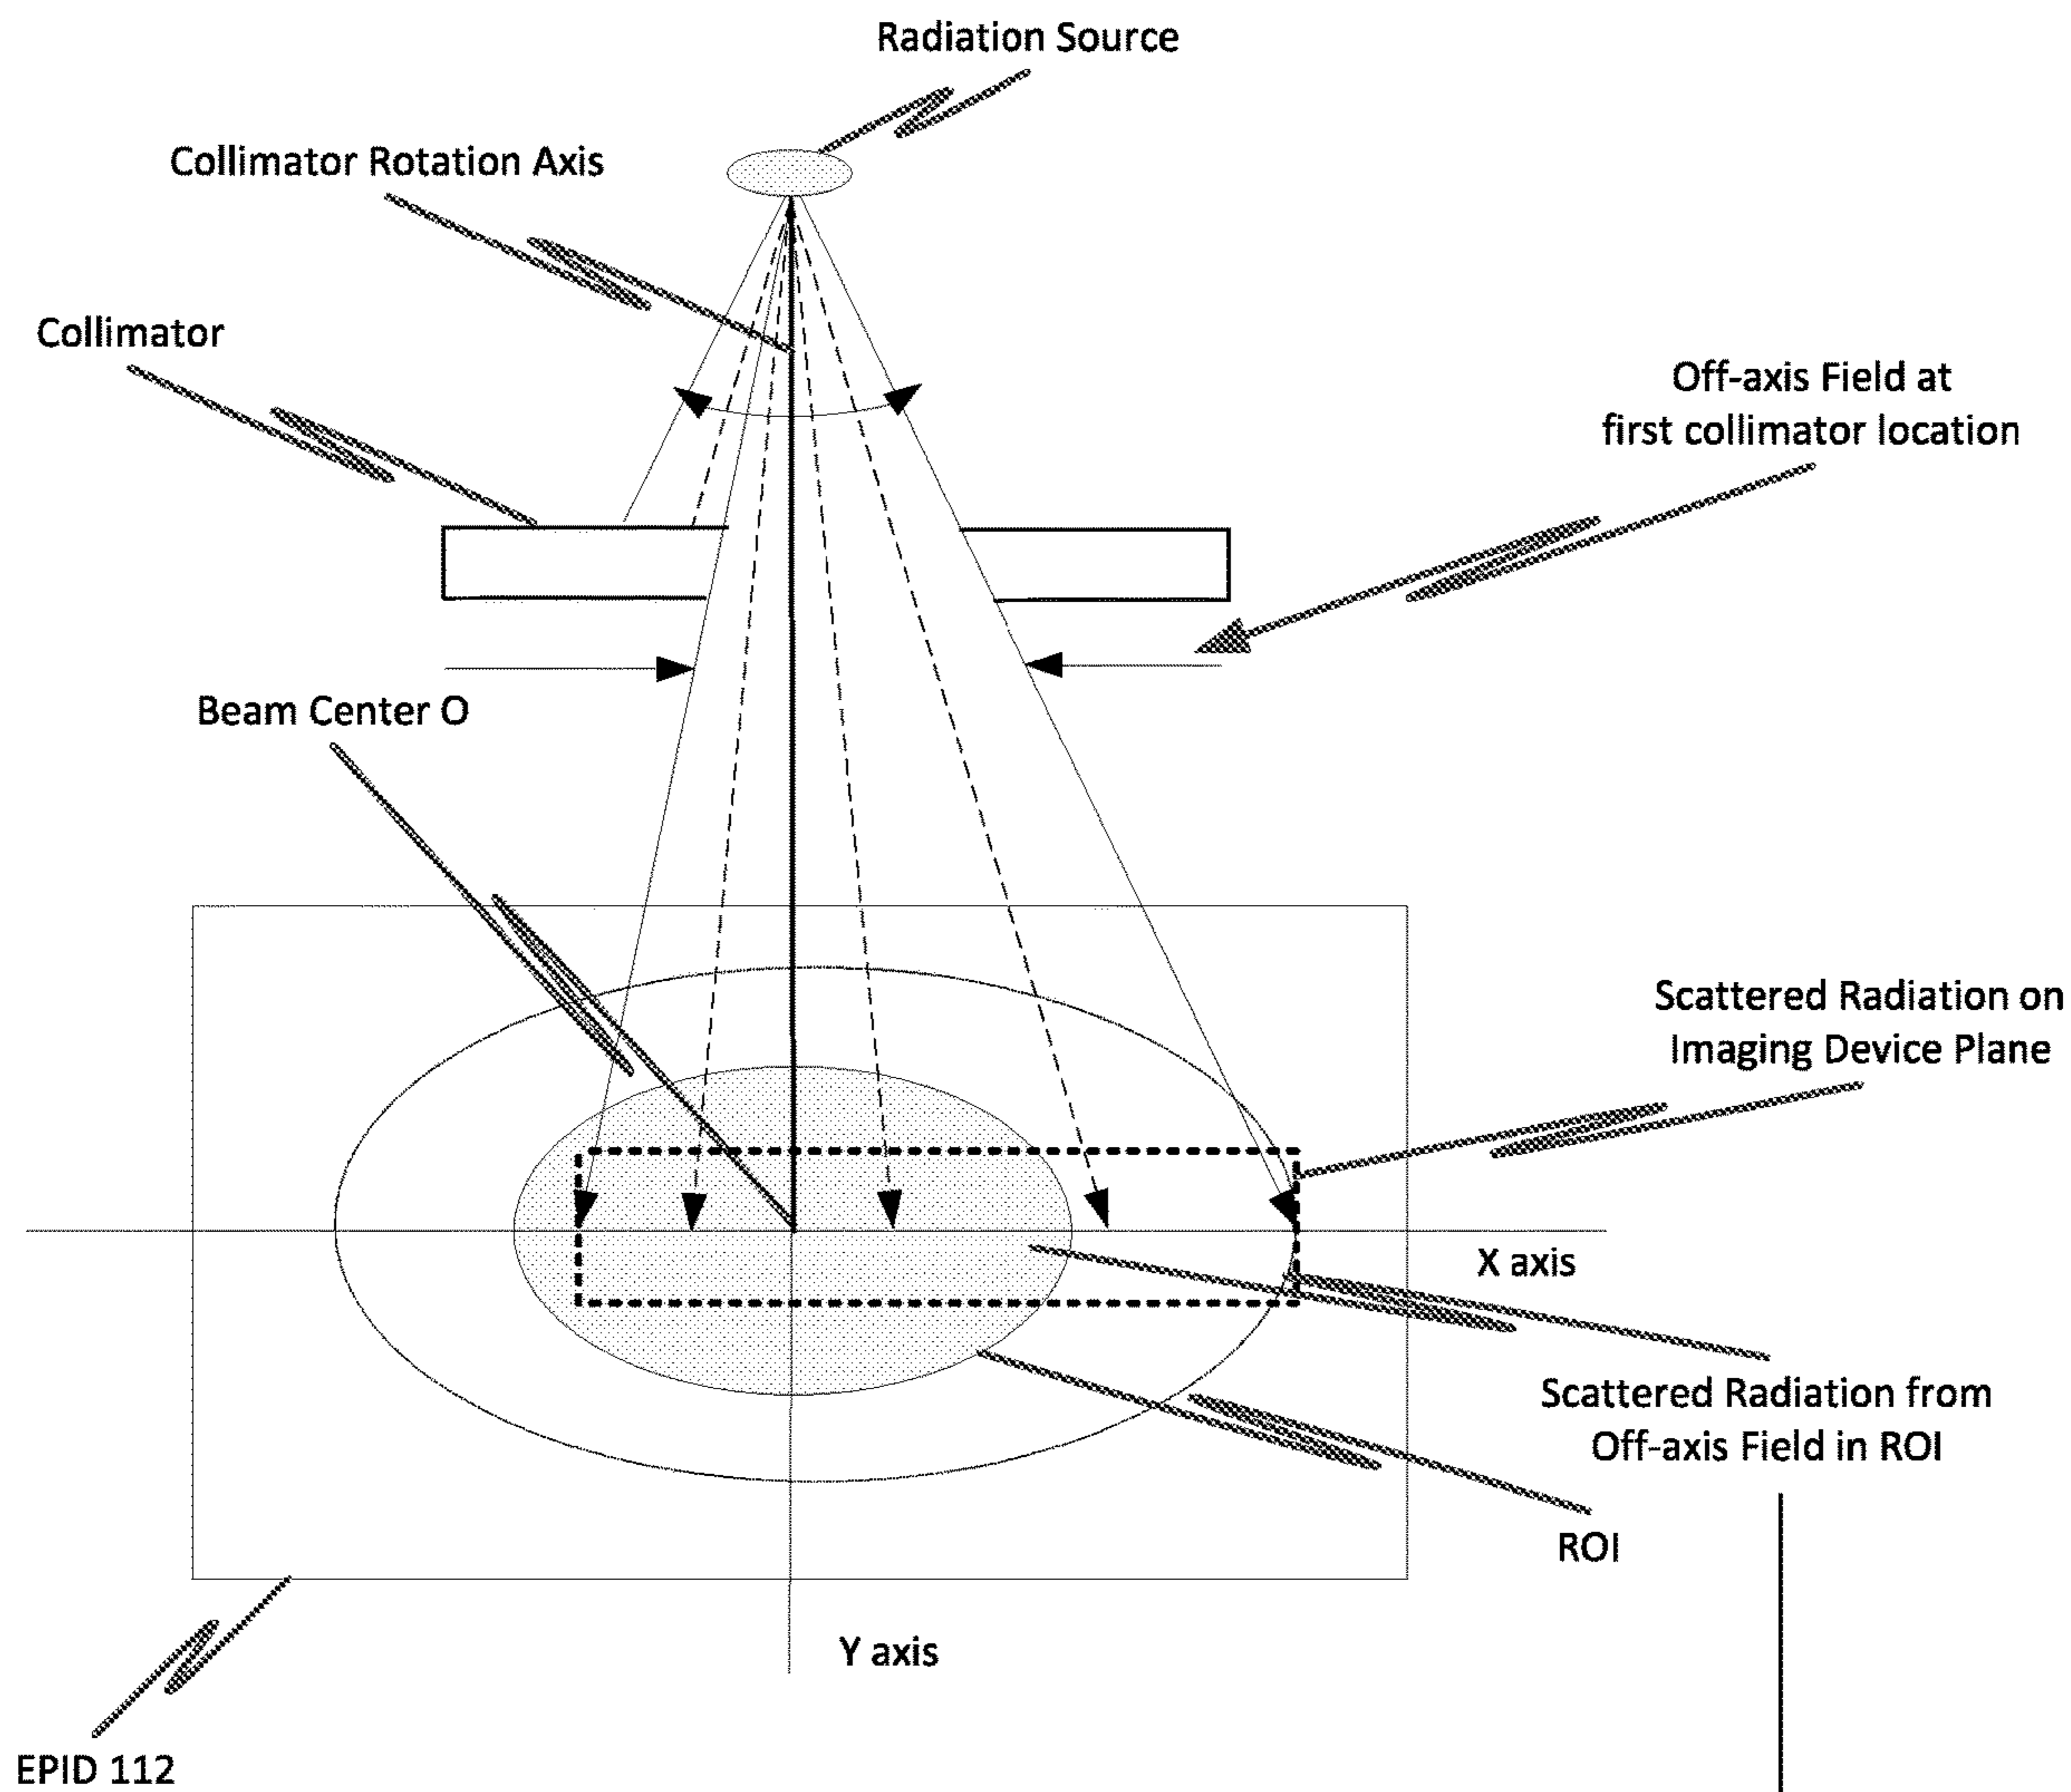 Radiation Source
Collimator Rotation Axis
Collimator
Off-axis Field at
first collimator location
Beam Center O
Scattered Radiation on
Imaging Device Plane
X axis
Scattered Radiation from
Off-axis Field in ROI
ROI
Y axis
EPID 112